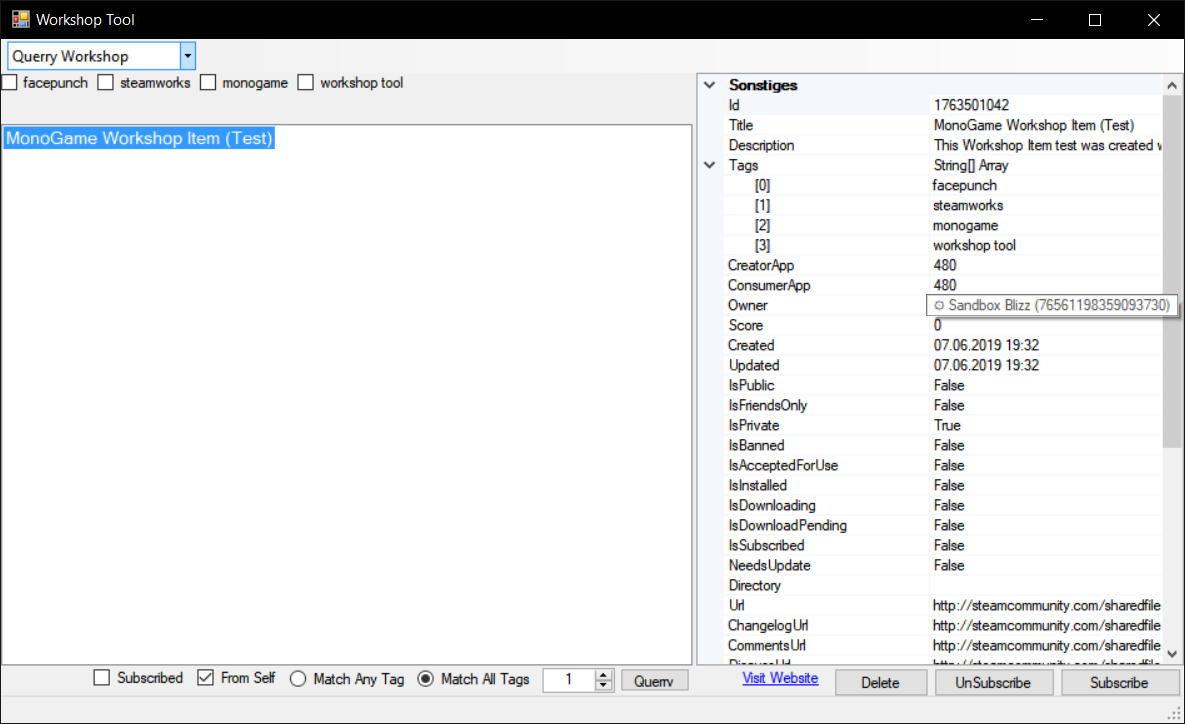 Workshop Tool
Querry Workshop
facepunch steamworks monogame workshop tool
MonoGame Workshop Item (Test)
Sonstiges
Id 1763501042
Title MonoGame Workshop Item (Test)
Description This Workshop Item test was created w
Tags String[] Array
[0] facepunch
[1] steamworks
[2] monogame
[3] workshop tool
CreatorApp 480
ConsumerApp 480
Owner Sandbox Blizz (76561198359093730)
Score 0
Created 07.06.2019 19:32
Updated 07.06.2019 19:32
IsPublic False
IsFriendsOnly False
IsPrivate True
IsBanned False
IsAcceptedForUse False
IsInstalled False
IsDownloading False
IsDownloadPending False
IsSubscribed False
NeedsUpdate False
Directory
Url http://steamcommunity.com/sharedfile
ChangelogUrl http://steamcommunity.com/sharedfile
CommentsUrl http://steamcommunity.com/sharedfile
Subscribed From Self Match Any Tag Match All Tags 1 Querry
Visit Website Delete UnSubscribe Subscribe